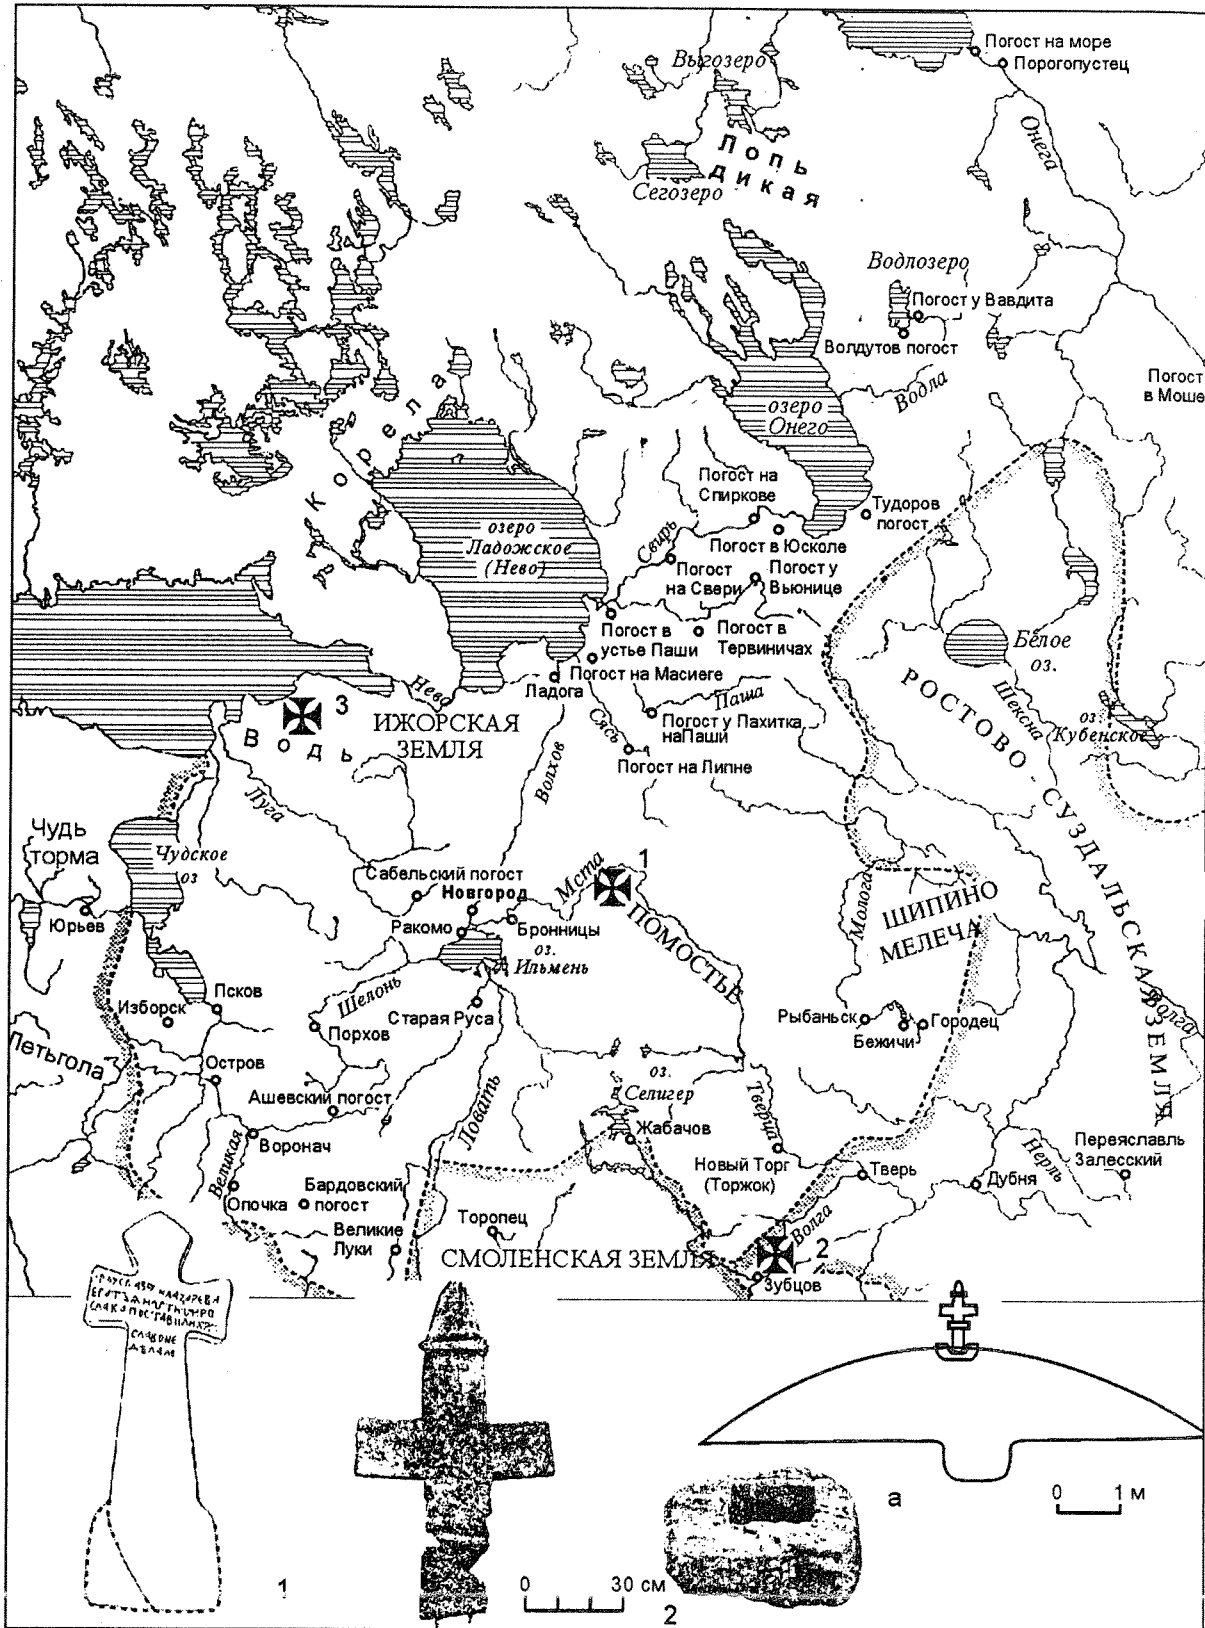 Погост на море
Порогопустец
Выгозеро
Онега
Лопь
дикая
Сегозеро
Водлозеро
Погост у Вавдита
Волдутов погост
Погост
в Моше
Водла
озеро
Онего
Корела
Погост на
Спиркове
Тудоров
погост
озеро
Ладожское
(Нево)
Свирь
Погост в Юсколе
Погост
на Свери
Погост у
Вьюнице
Погост в
устье Паши
Погост в
Тервиничах
Белое
оз.
Погост на Масиеге
Ладога
Нево
Паша
Сясь
Погост у Пахитка
наПаши
Погост на Липне
Шексна
оз
Кубенское
РОСТОВО-СУЗДАЛЬСКАЯ ЗЕМЛЯ
3
ИЖОРСКАЯ
ЗЕМЛЯ
Водь
Волхов
Луга
Чудь
торма
Чудское
оз
Сабельский погост
Новгород
Мста
1
Юрьев
Ракомо
Бронницы
ПОМОСТЬЕ
оз.
Ильмень
Молога
ШИПИНО
МЕЛЕЧА
Волга
Изборск
Псков
Шелонь
Старая Руса
Порхов
Рыбаньск
Бежичи
Городец
Летьгола
Остров
Ашевский погост
Воронач
Ловать
оз.
Селигер
Жабачов
Тверца
Новый Торг
(Торжок)
Тверь
Дубня
Нерль
Переяславль
Залесский
Великая
Опочка
Бардовский
погост
Великие
Луки
Торопец
СМОЛЕНСКАЯ ЗЕМЛЯ
Волга
2
Зубцов
СЛАВОНЕ
ДѢЛАЛЕ
1
0 30 см
2
а
0 1 м